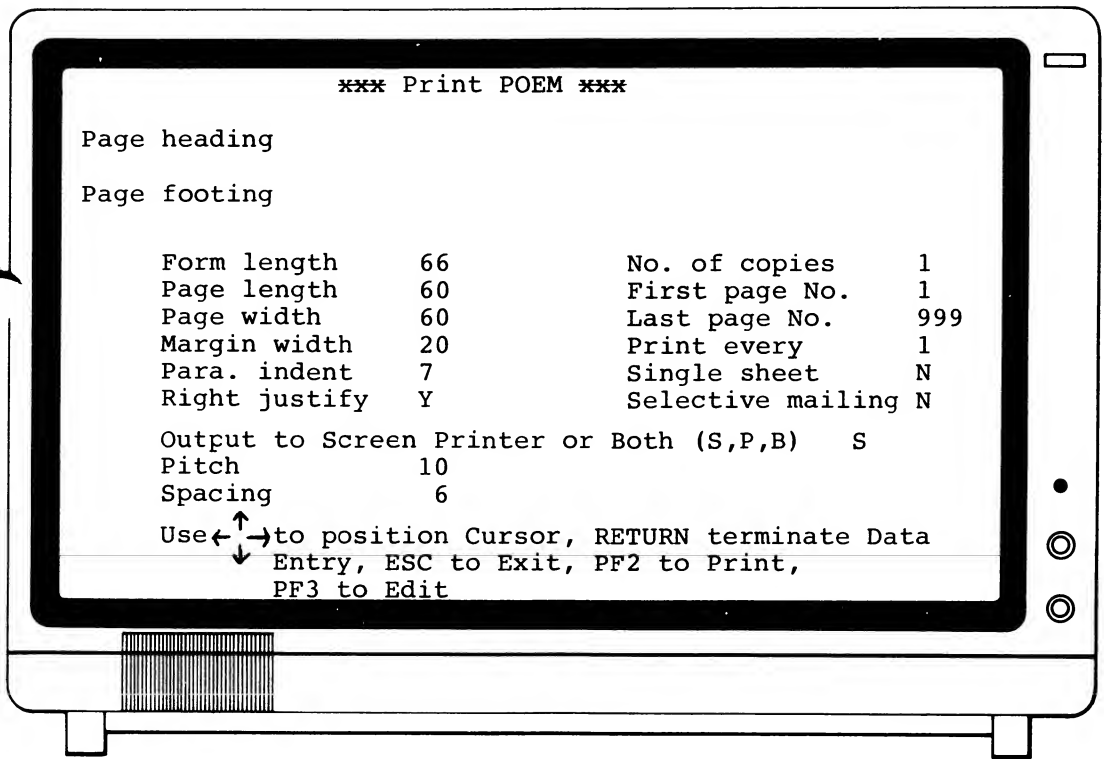 *** Print POEM ***
Page heading
Page footing
Form length 66 No. of copies 1
Page length 60 First page No. 1
Page width 60 Last page No. 999
Margin width 20 Print every 1
Para. indent 7 Single sheet N
Right justify Y Selective mailing N
Output to Screen Printer or Both (S,P,B) S
Pitch 10
Spacing 6
Use ←↑↓→ to position Cursor, RETURN terminate Data
Entry, ESC to Exit, PF2 to Print,
PF3 to Edit